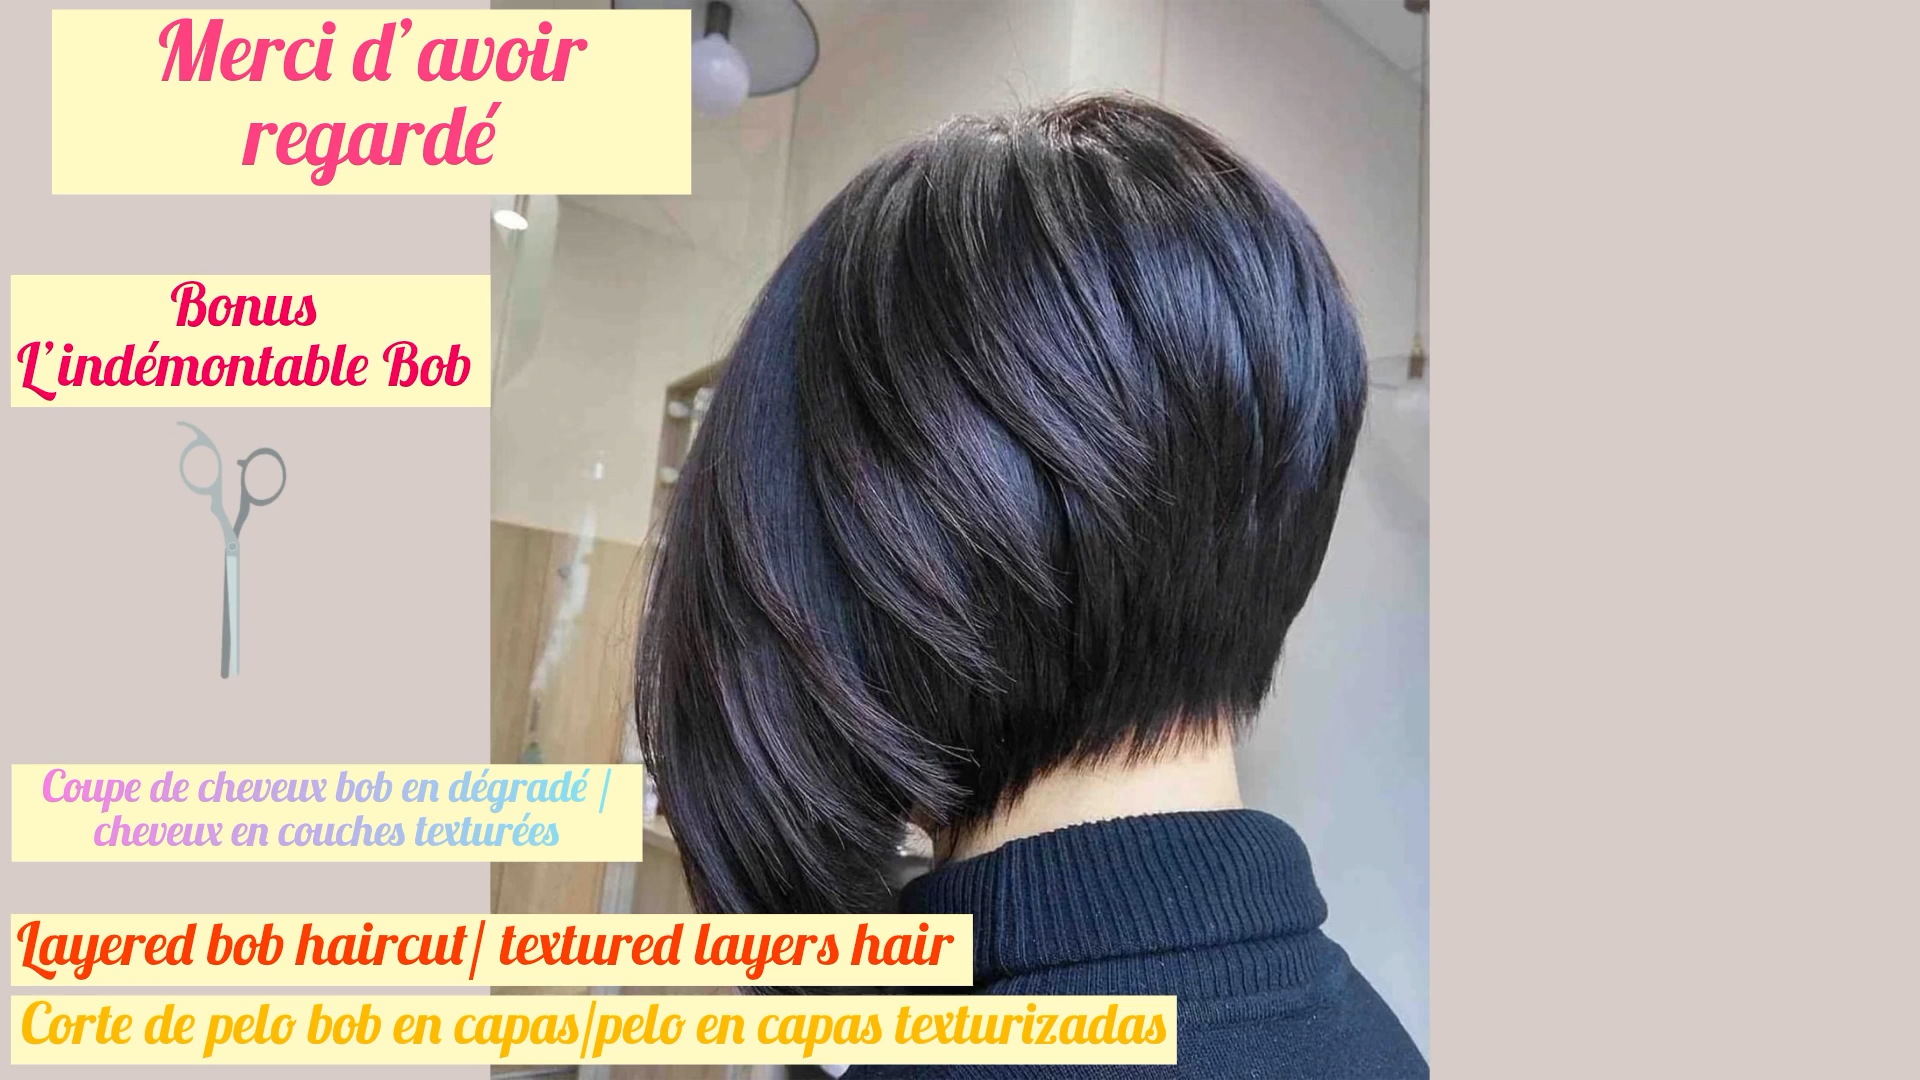 Merci d’avoir
regardé
Bonus
L’indémontable Bob
Coupe de cheveux bob en dégradé /
cheveux en couches texturées
Layered bob haircut/ textured layers hair
Corte de pelo bob en capas/pelo en capas texturizadas